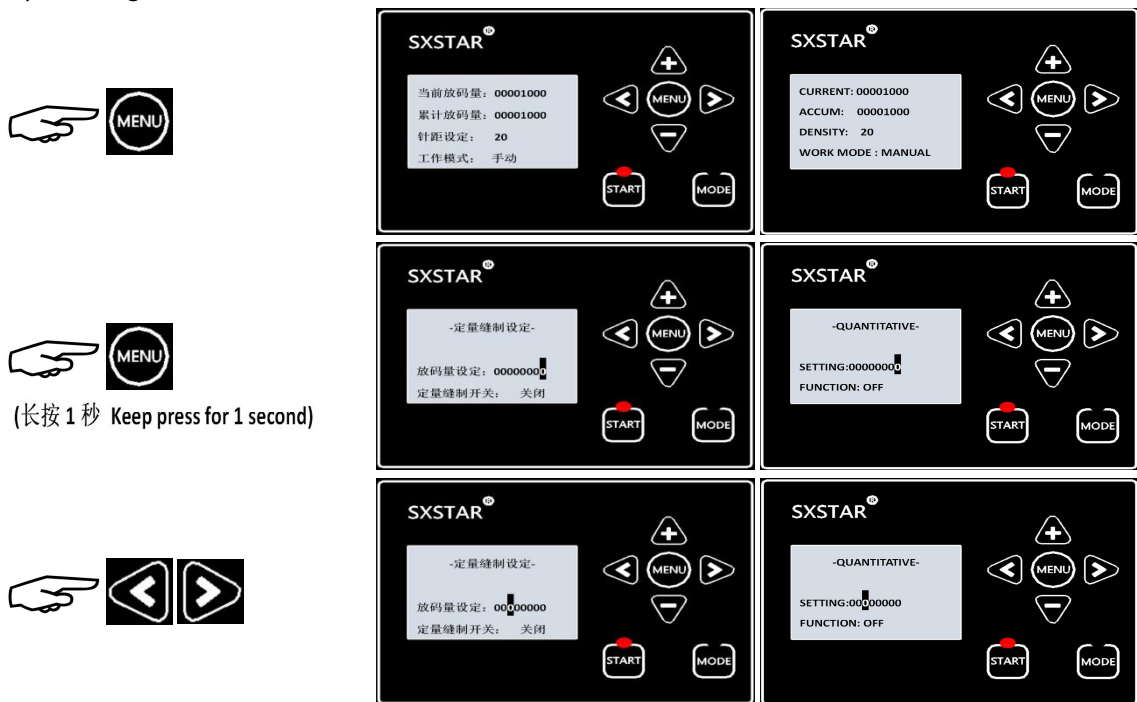 MENU
SXSTAR®
当前放码量：00001000
累计放码量：00001000
针距设定： 20
工作模式： 手动
MENU
START
MODE
SXSTAR®
CURRENT: 00001000
ACCUM: 00001000
DENSITY: 20
WORK MODE : MANUAL
MENU
START
MODE
MENU
(长按 1 秒 Keep press for 1 second)
SXSTAR®
-定量缝制设定-
放码量设定：00000000
定量缝制开关： 关闭
MENU
START
MODE
SXSTAR®
-QUANTITATIVE-
SETTING:00000000
FUNCTION: OFF
MENU
START
MODE
SXSTAR®
-定量缝制设定-
放码量设定：00000000
定量缝制开关： 关闭
MENU
START
MODE
SXSTAR®
-QUANTITATIVE-
SETTING:00000000
FUNCTION: OFF
MENU
START
MODE